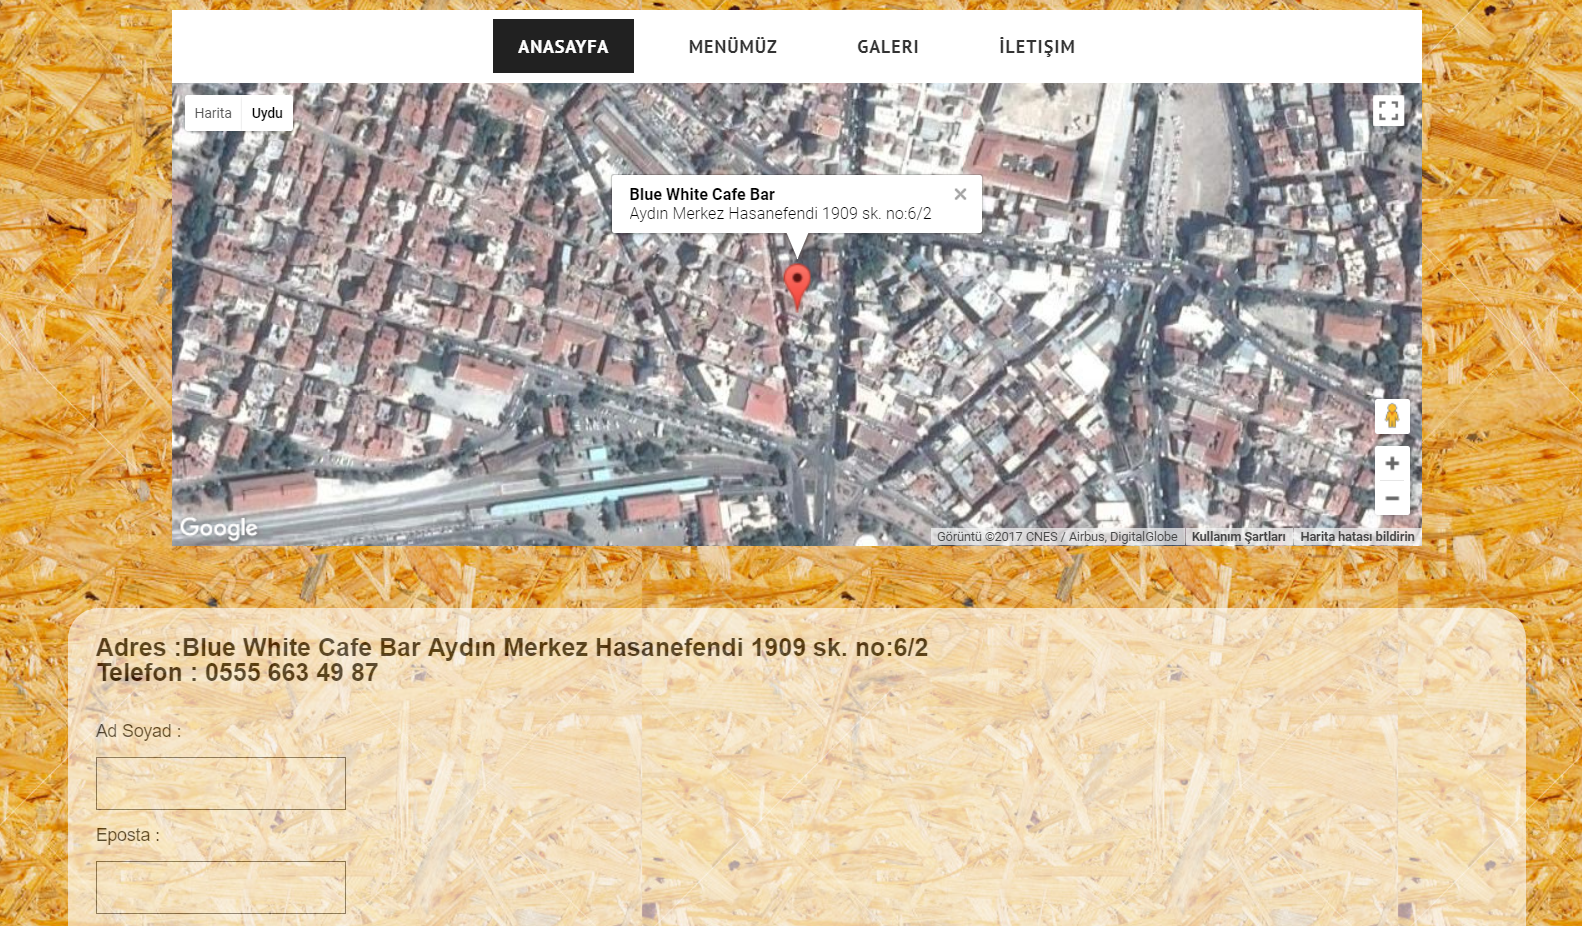 ANASAYFA MENÜMÜZ GALERI İLETIŞIM
Harita Uydu
Blue White Cafe Bar
Aydın Merkez Hasanefendi 1909 sk. no:6/2
Google
Görüntü ©2017 CNES / Airbus, DigitalGlobe Kullanım Şartları Harita hatası bildirin
Adres :Blue White Cafe Bar Aydın Merkez Hasanefendi 1909 sk. no:6/2
Telefon : 0555 663 49 87
Ad Soyad :
Eposta :